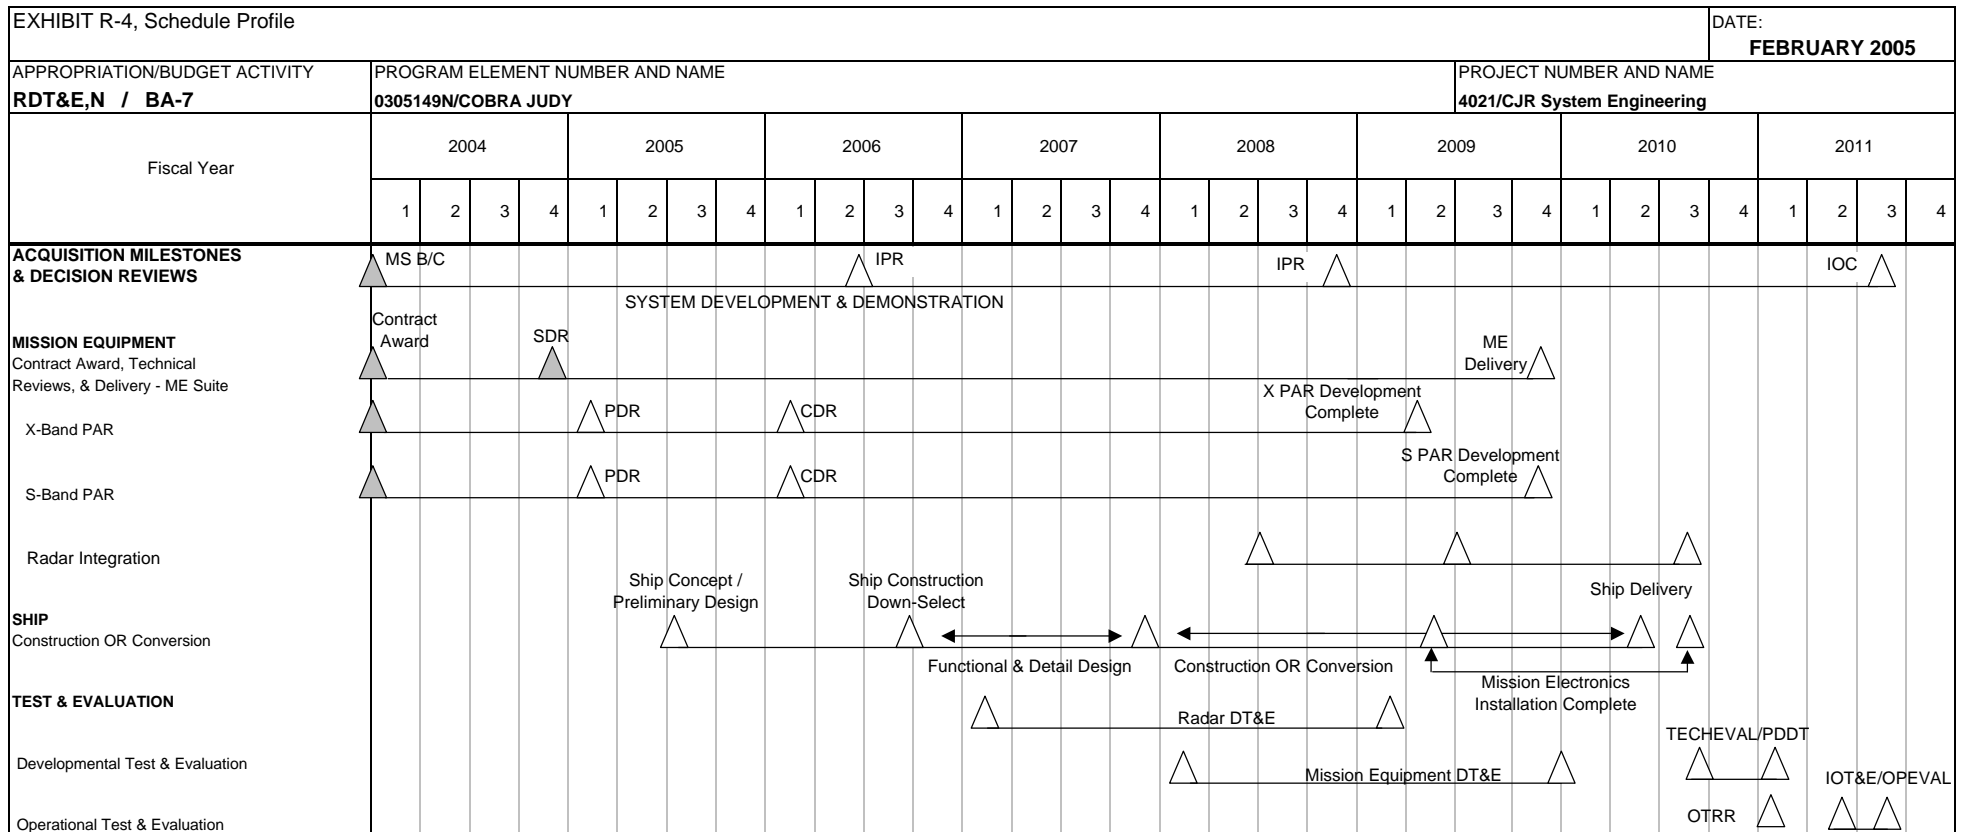 EXHIBIT R-4, Schedule Profile
DATE:
FEBRUARY 2005
APPROPRIATION/BUDGET ACTIVITY
PROGRAM ELEMENT NUMBER AND NAME
PROJECT NUMBER AND NAME
RDT&E,N / BA-7
0305149N/COBRA JUDY
4021/CJR System Engineering
Fiscal Year
2004 2005 2006 2007 2008 2009 2010 2011
1 2 3 4 1 2 3 4 1 2 3 4 1 2 3 4 1 2 3 4 1 2 3 4 1 2 3 4 1 2 3 4
ACQUISITION MILESTONES
& DECISION REVIEWS
MS B/C
IPR
IPR
IOC
SYSTEM DEVELOPMENT & DEMONSTRATION
MISSION EQUIPMENT
Contract Award, Technical
Reviews, & Delivery - ME Suite
Contract
Award
SDR
ME
Delivery
X-Band PAR
PDR
CDR
X PAR Development
Complete
S-Band PAR
PDR
CDR
S PAR Development
Complete
Radar Integration
SHIP
Construction OR Conversion
Ship Concept /
Preliminary Design
Ship Construction
Down-Select
Ship Delivery
Functional & Detail Design
Construction OR Conversion
Mission Electronics
Installation Complete
TEST & EVALUATION
Radar DT&E
Developmental Test & Evaluation
Mission Equipment DT&E
TECHEVAL/PDDT
Operational Test & Evaluation
OTRR
IOT&E/OPEVAL